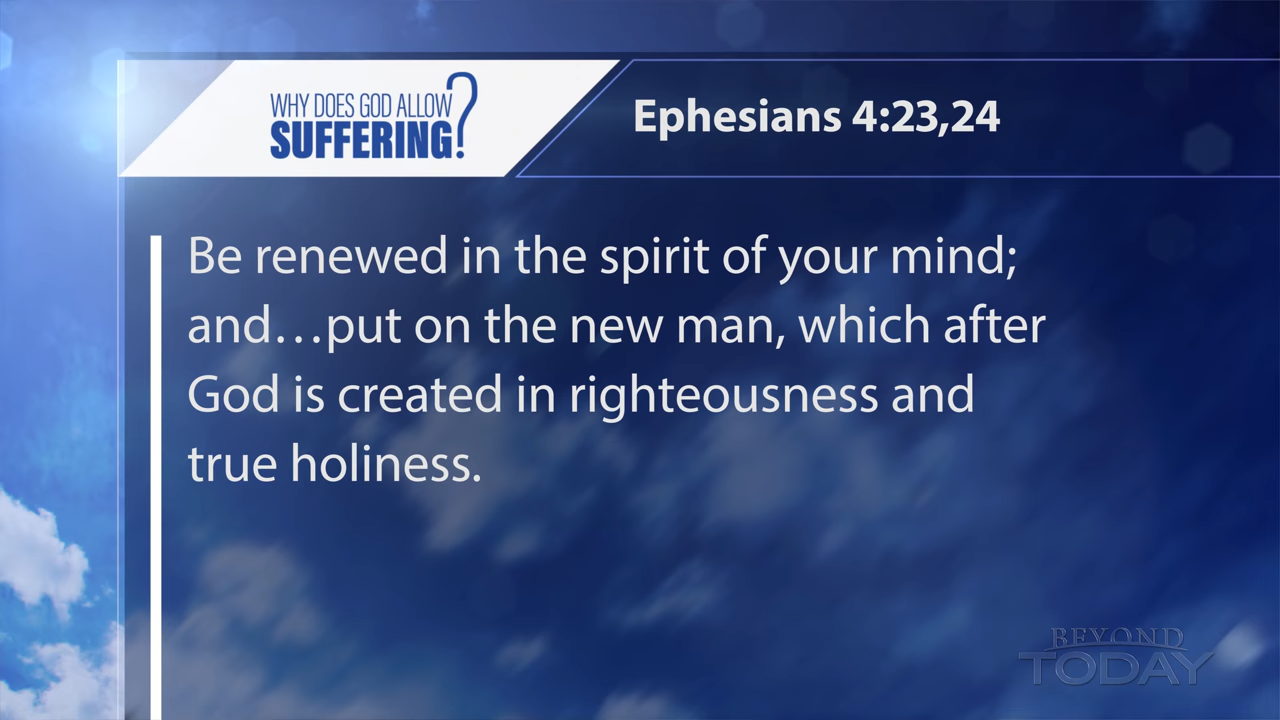 WHY DOES GOD ALLOW
SUFFERING?
Ephesians 4:23,24
Be renewed in the spirit of your mind;
and…put on the new man, which after
God is created in righteousness and
true holiness.
BEYOND
TODAY